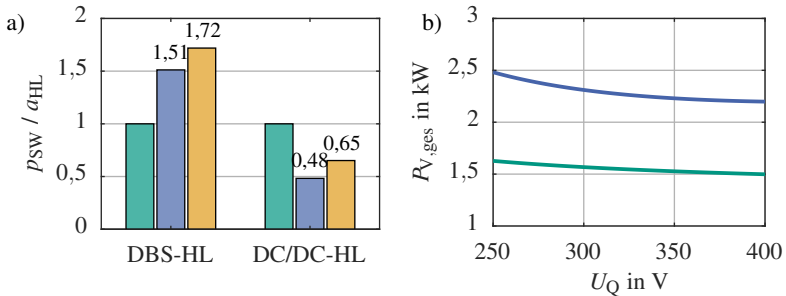 a)
p_SW / a_HL
2
1,5
1
0,5
0
1,51
1,72
0,48
0,65
DBS-HL
DC/DC-HL
b)
P_V,ges in kW
3
2,5
2
1,5
1
250
300
350
400
U_Q in V